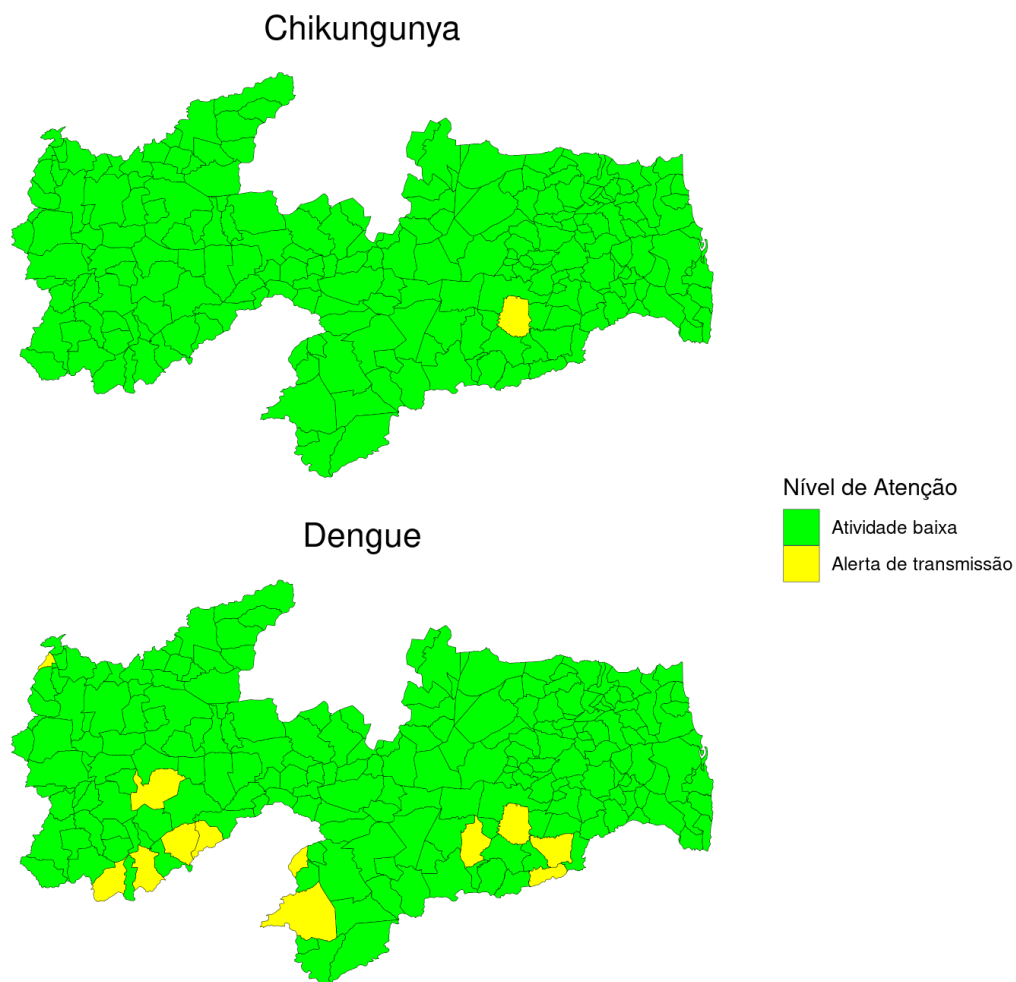 Chikungunya
Nível de Atenção
Atividade baixa
Alerta de transmissão
Dengue